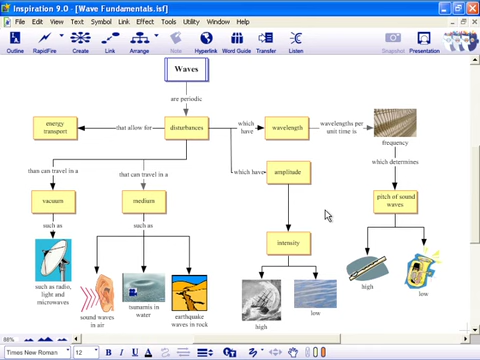 Inspiration 9.0 - [Wave Fundamentals.isf]
File Edit View Text Symbol Link Effect Tools Utility Window Help
Outline RapidFire Create Link Arrange Undo Hyperlink Word Guide Transfer Listen Snapshot Presentation
Waves
are periodic
energy
transport
that allow for
disturbances
which
have
wavelength
wavelengths per
unit time is
frequency
which determines
pitch of sound
waves
high
low
which have
amplitude
intensity
high
low
than can travel in a
vacuum
such as
such as radio,
light and
microwaves
that can travel in a
medium
such as
sound waves
in air
tsunamis in
water
earthquake
waves in rock
88%
Times New Roman 12 B I U